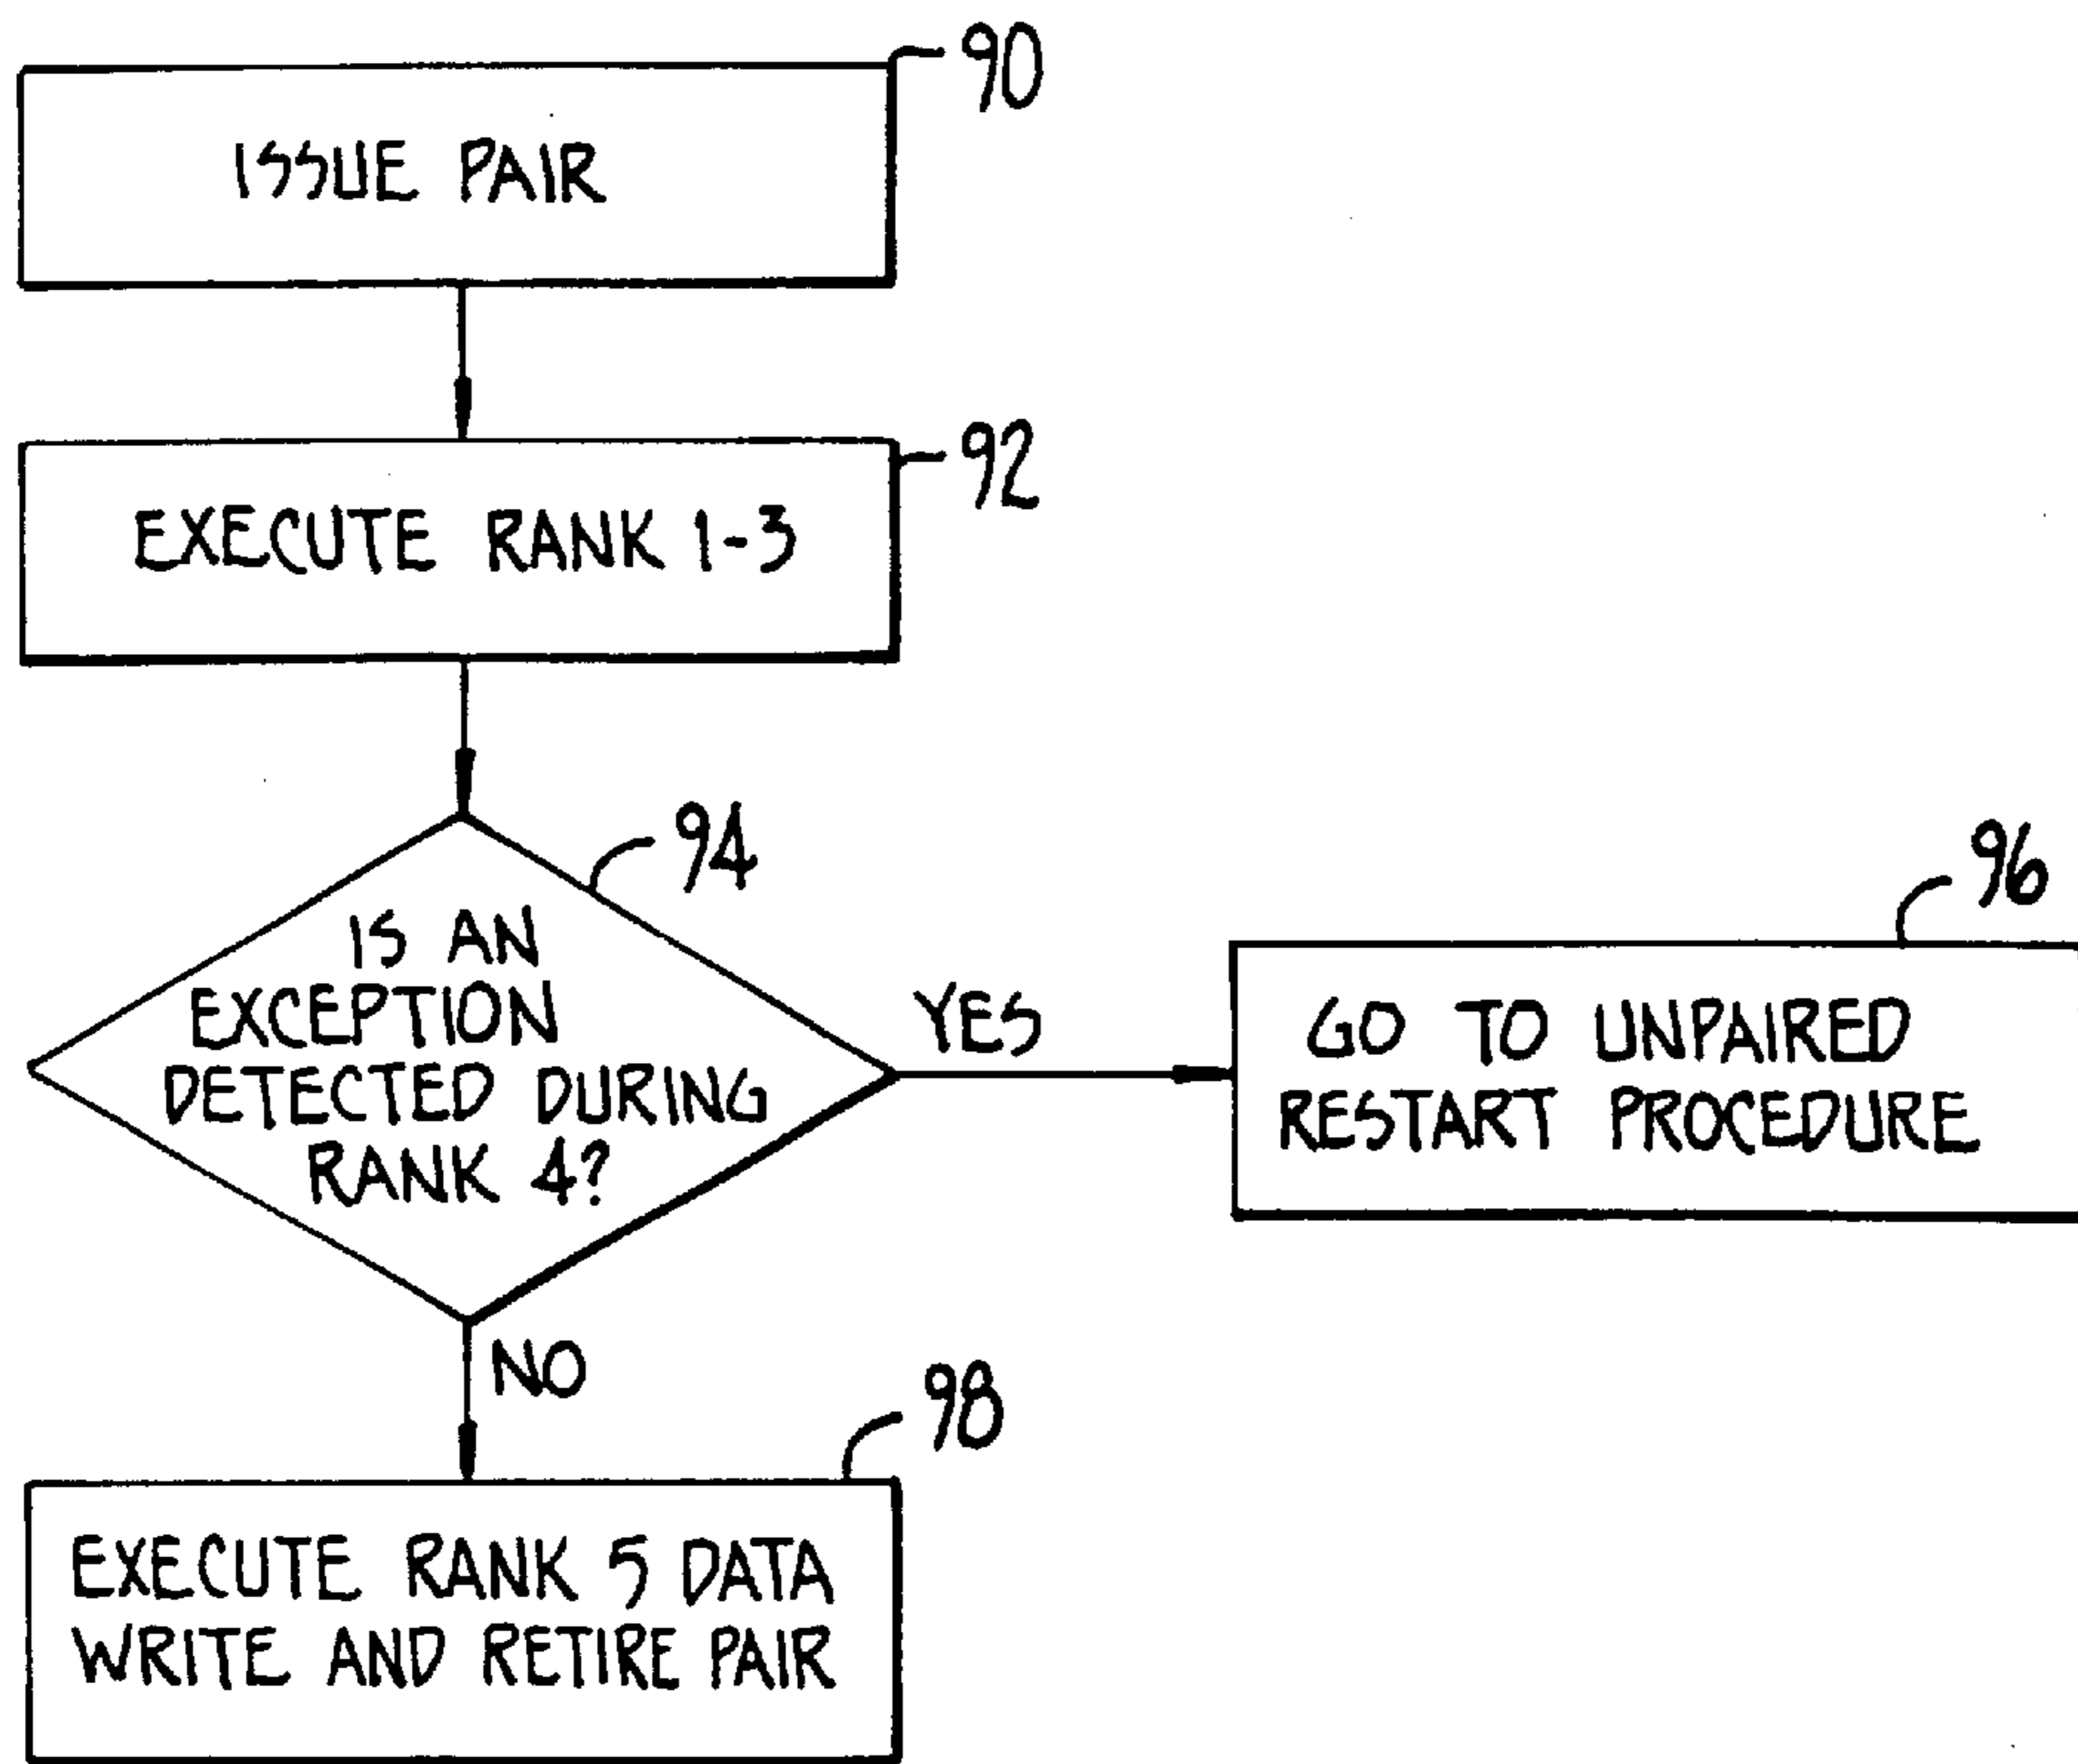 90
ISSUE PAIR
92
EXECUTE RANK 1-3
94
IS AN
EXCEPTION
DETECTED DURING
RANK 4?
YES
96
GO TO UNPAIRED
RESTART PROCEDURE
NO
98
EXECUTE RANK 5 DATA
WRITE AND RETIRE PAIR